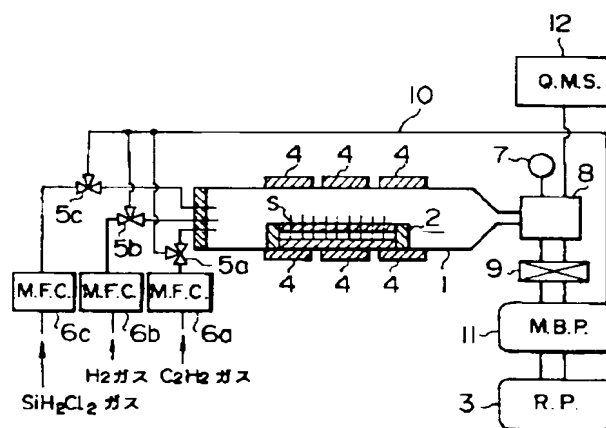 12
Q.M.S.
10
7
8
4 4 4
5c
S
2
5b
5a
9
4 4 4
1
M.F.C. M.F.C. M.F.C.
6c 6b 6a
11
M.B.P.
H2ガス C2H2ガス
SiH2Cl2ガス
3
R.P.